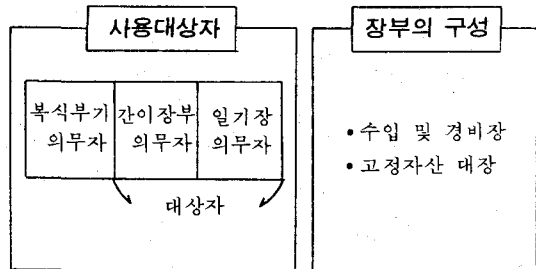 사용대상자
복식부기 의무자
간이장부 의무자
일기장 의무자
대상자
장부의 구성
• 수입 및 경비장
• 고정자산 대장